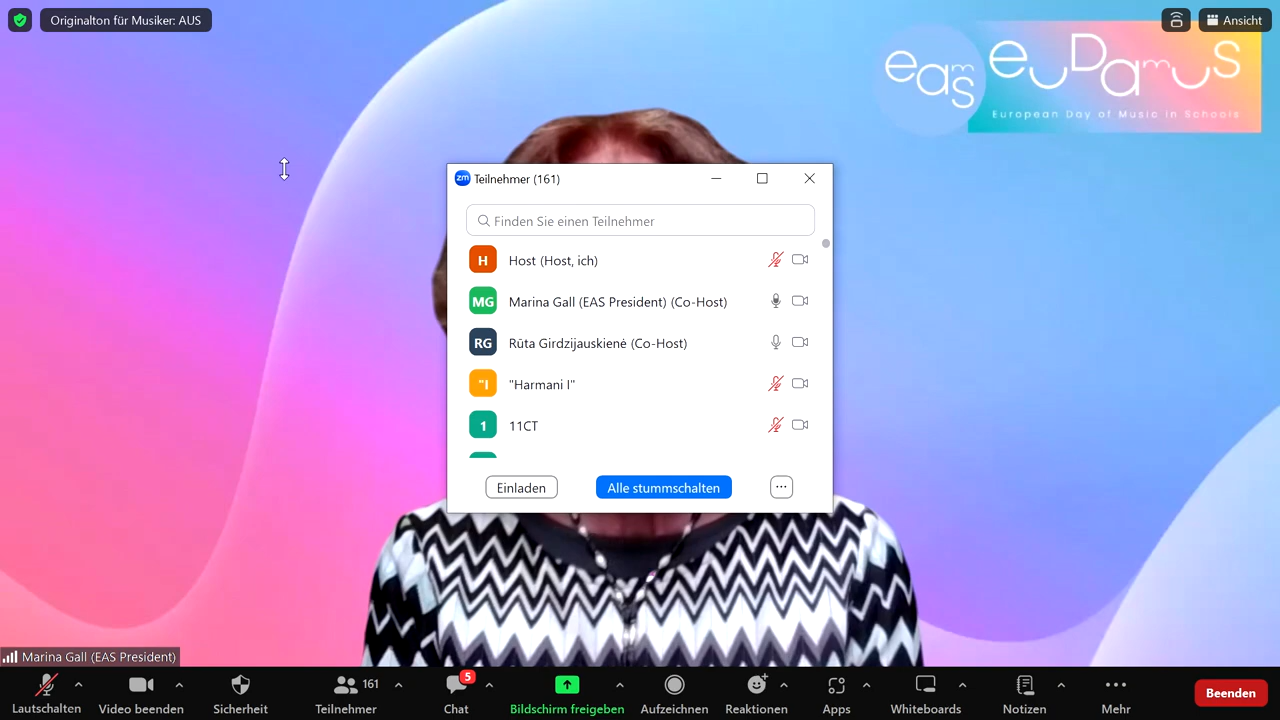 Originalton für Musiker: AUS
Ansicht
eas
EUDAMUS
European Day of Music in Schools
zm Teilnehmer (161)
Finden Sie einen Teilnehmer
H Host (Host, ich)
MG Marina Gall (EAS President) (Co-Host)
RG Rūta Girdzijauskienė (Co-Host)
"I "Harmani I"
1 11CT
Einladen
Alle stummschalten
...
Marina Gall (EAS President)
161
5
Lautschalten
Video beenden
Sicherheit
Teilnehmer
Chat
Bildschirm freigeben
Aufzeichnen
Reaktionen
Apps
Whiteboards
Notizen
Mehr
Beenden